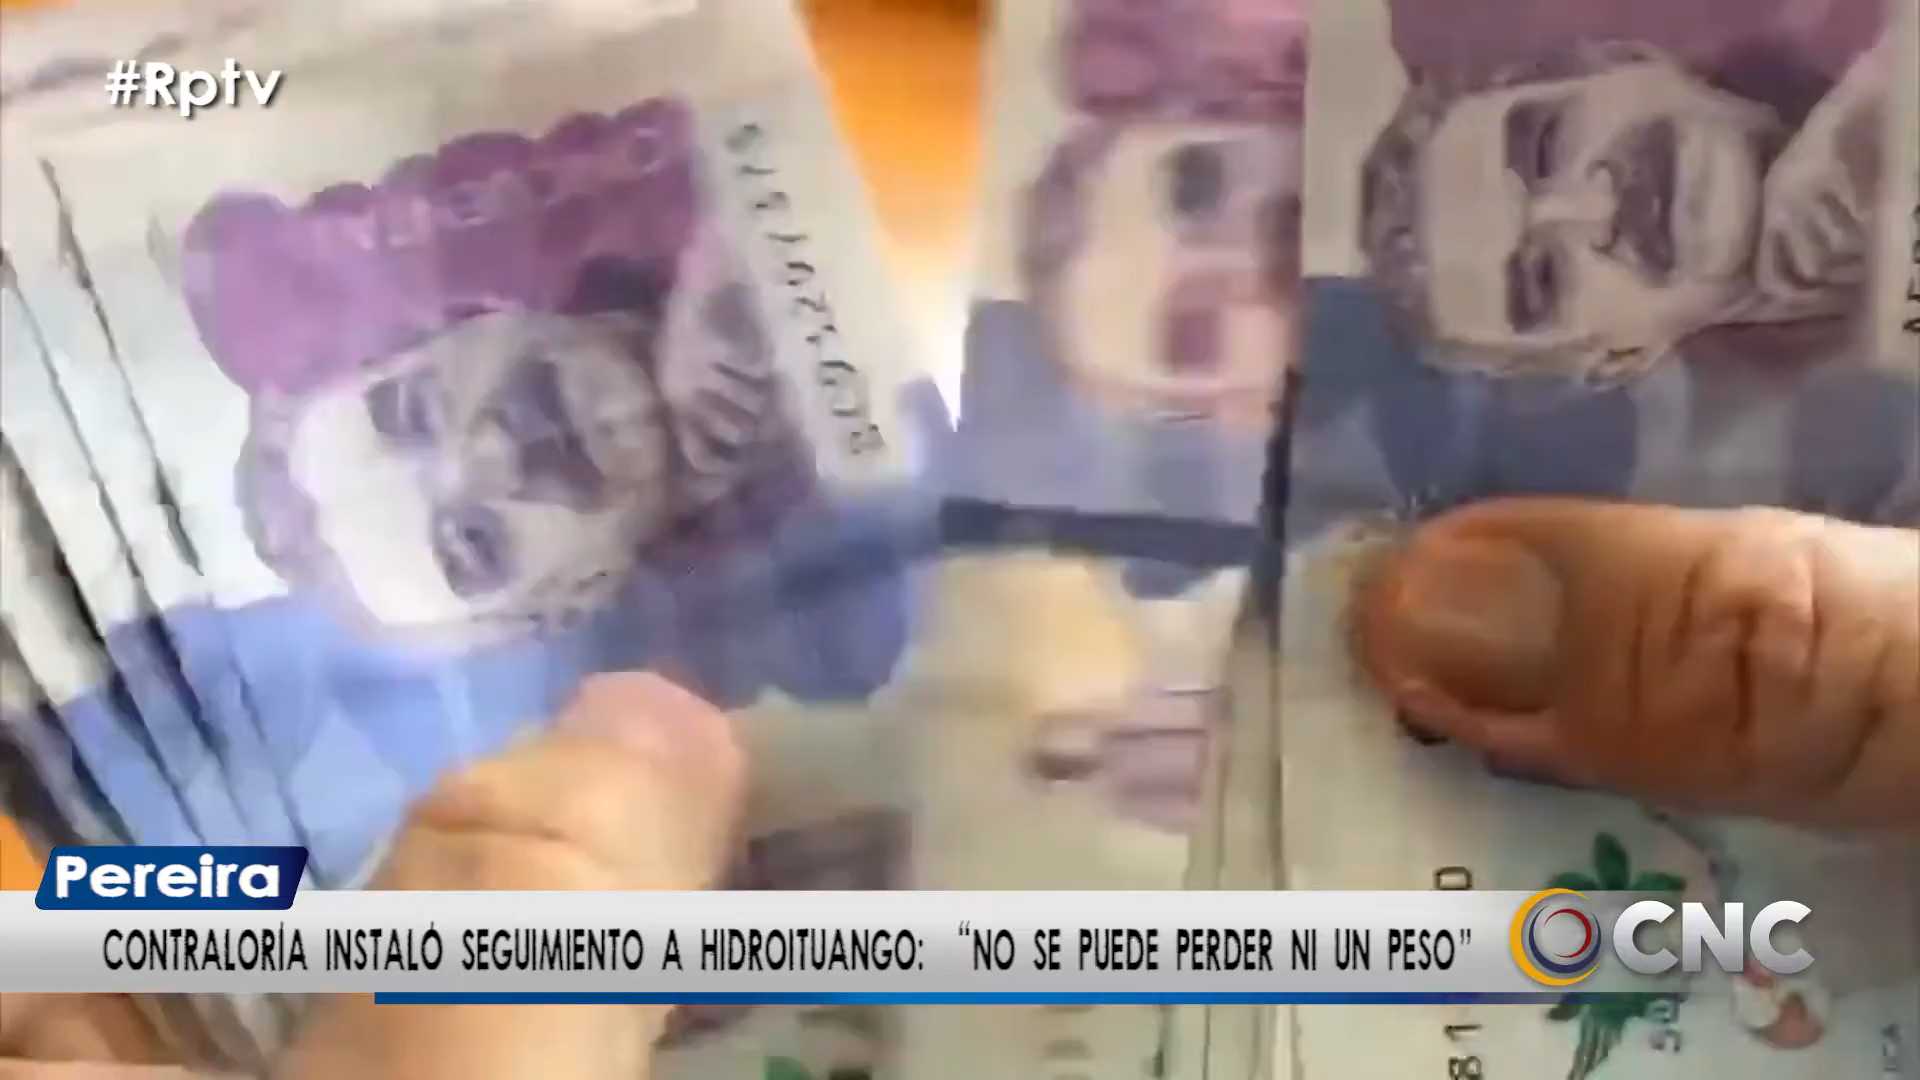 #Rptv
Pereira
CONTRALORÍA INSTALÓ SEGUIMIENTO A HIDROITUANGO: “NO SE PUEDE PERDER NI UN PESO”
CNC